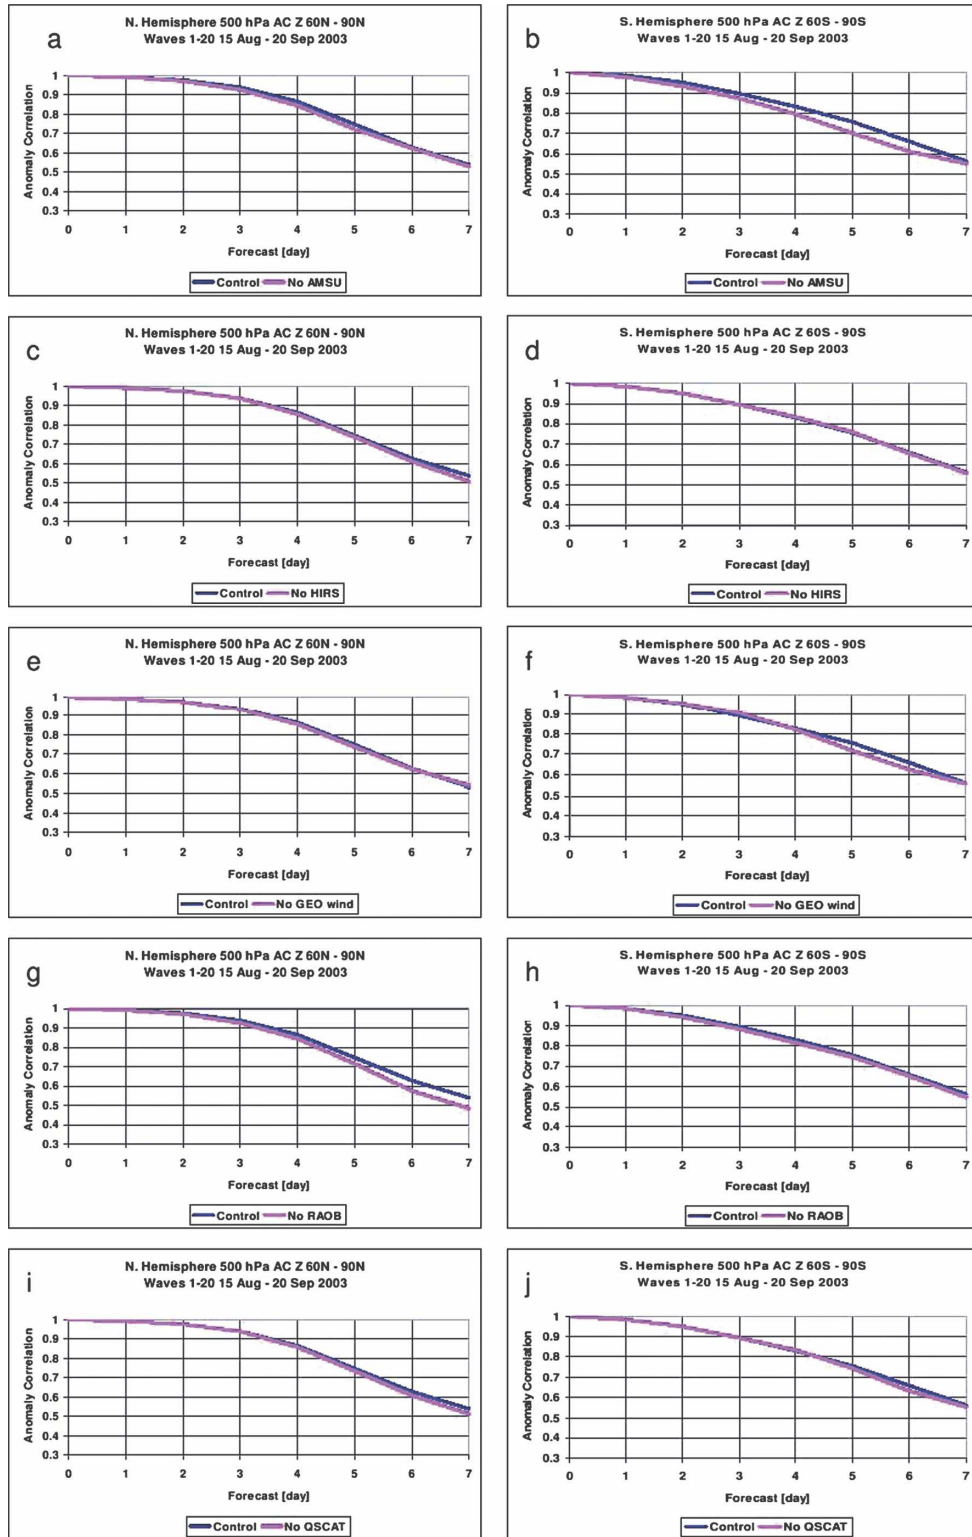 a
N. Hemisphere 500 hPa AC Z 60N - 90N
Waves 1-20 15 Aug - 20 Sep 2003
Anomaly Correlation
1
0.9
0.8
0.7
0.6
0.5
0.4
0.3
0 1 2 3 4 5 6 7
Forecast [day]
Control No AMSU
b
S. Hemisphere 500 hPa AC Z 60S - 90S
Waves 1-20 15 Aug - 20 Sep 2003
Anomaly Correlation
1
0.9
0.8
0.7
0.6
0.5
0.4
0.3
0 1 2 3 4 5 6 7
Forecast [day]
Control No AMSU
c
N. Hemisphere 500 hPa AC Z 60N - 90N
Waves 1-20 15 Aug - 20 Sep 2003
Anomaly Correlation
1
0.9
0.8
0.7
0.6
0.5
0.4
0.3
0 1 2 3 4 5 6 7
Forecast [day]
Control No HIRS
d
S. Hemisphere 500 hPa AC Z 60S - 90S
Waves 1-20 15 Aug - 20 Sep 2003
Anomaly Correlation
1
0.9
0.8
0.7
0.6
0.5
0.4
0.3
0 1 2 3 4 5 6 7
Forecast [day]
Control No HIRS
e
N. Hemisphere 500 hPa AC Z 60N - 90N
Waves 1-20 15 Aug - 20 Sep 2003
Anomaly Correlation
1
0.9
0.8
0.7
0.6
0.5
0.4
0.3
0 1 2 3 4 5 6 7
Forecast [day]
Control No GEO wind
f
S. Hemisphere 500 hPa AC Z 60S - 90S
Waves 1-20 15 Aug - 20 Sep 2003
Anomaly Correlation
1
0.9
0.8
0.7
0.6
0.5
0.4
0.3
0 1 2 3 4 5 6 7
Forecast [day]
Control No GEO wind
g
N. Hemisphere 500 hPa AC Z 60N - 90N
Waves 1-20 15 Aug - 20 Sep 2003
Anomaly Correlation
1
0.9
0.8
0.7
0.6
0.5
0.4
0.3
0 1 2 3 4 5 6 7
Forecast [day]
Control No RAOB
h
S. Hemisphere 500 hPa AC Z 60S - 90S
Waves 1-20 15 Aug - 20 Sep 2003
Anomaly Correlation
1
0.9
0.8
0.7
0.6
0.5
0.4
0.3
0 1 2 3 4 5 6 7
Forecast [day]
Control No RAOB
i
N. Hemisphere 500 hPa AC Z 60N - 90N
Waves 1-20 15 Aug - 20 Sep 2003
Anomaly Correlation
1
0.9
0.8
0.7
0.6
0.5
0.4
0.3
0 1 2 3 4 5 6 7
Forecast [day]
Control No QSCAT
j
S. Hemisphere 500 hPa AC Z 60S - 90S
Waves 1-20 15 Aug - 20 Sep 2003
Anomaly Correlation
1
0.9
0.8
0.7
0.6
0.5
0.4
0.3
0 1 2 3 4 5 6 7
Forecast [day]
Control No QSCAT